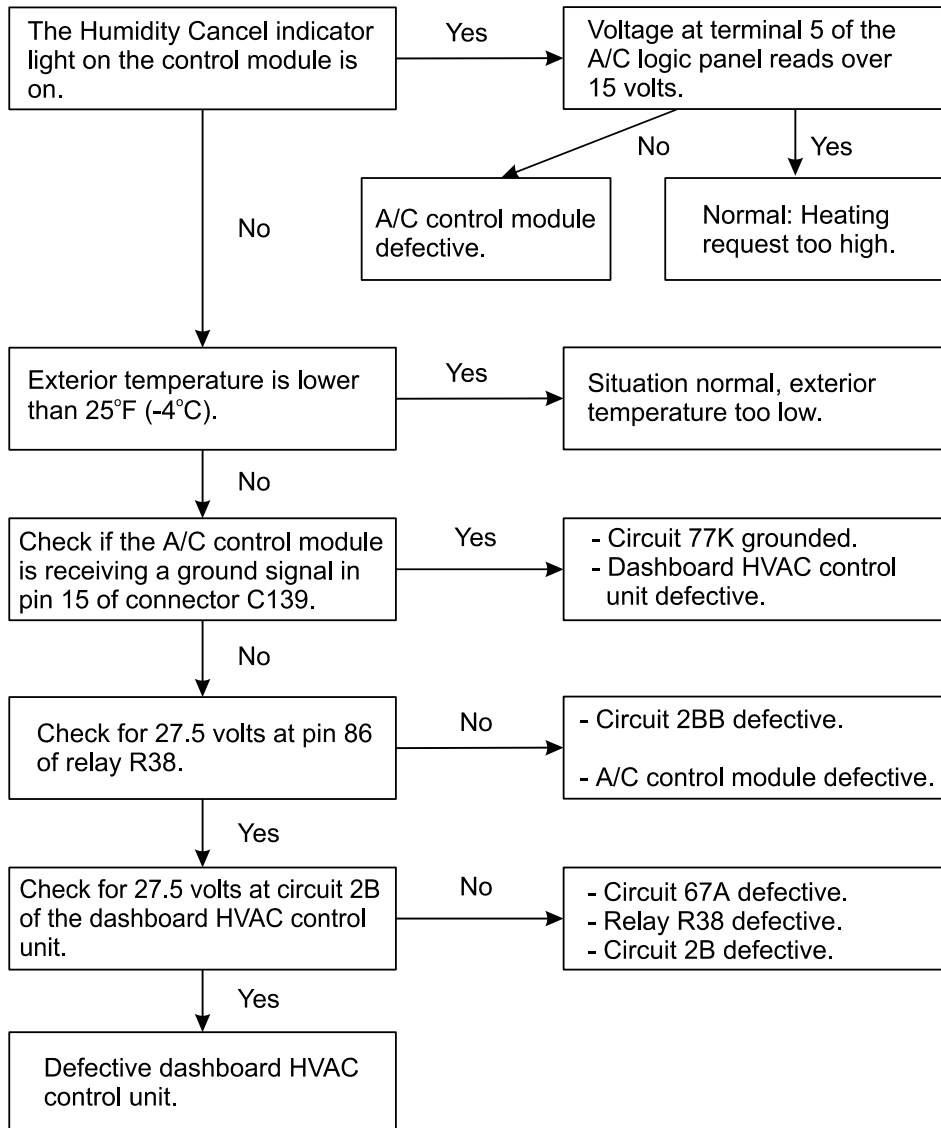 The Humidity Cancel indicator
light on the control module is
on.
Yes
Voltage at terminal 5 of the
A/C logic panel reads over
15 volts.
No
Yes
A/C control module
defective.
Normal: Heating
request too high.
No
Exterior temperature is lower
than 25°F (-4°C).
Yes
Situation normal, exterior
temperature too low.
No
Check if the A/C control module
is receiving a ground signal in
pin 15 of connector C139.
Yes
- Circuit 77K grounded.
- Dashboard HVAC control
unit defective.
No
Check for 27.5 volts at pin 86
of relay R38.
No
- Circuit 2BB defective.
- A/C control module defective.
Yes
Check for 27.5 volts at circuit 2B
of the dashboard HVAC control
unit.
No
- Circuit 67A defective.
- Relay R38 defective.
- Circuit 2B defective.
Yes
Defective dashboard HVAC
control unit.